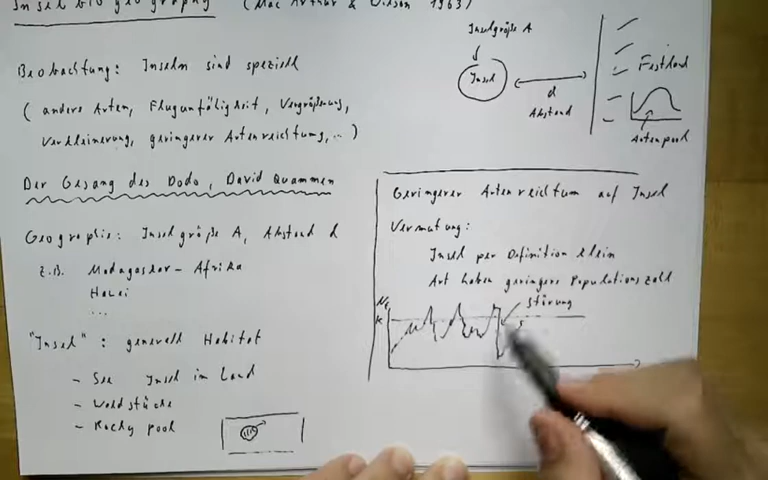 Inselbiogeography (Mac Arthur & Wilson 1963)
Beobachtung: Inseln sind speziell
( andere Arten, Flugunfähigkeit, Vergrößerung,
Verkleinerung, geringerer Artenreichtum, ... )
Der Gesang des Dodo, David Quammen
Geographie: Inselgröße A, Abstand d
z.B. Madagaskar - Afrika
Hawai
...
"Insel": generell Habitat
- See Insel im Land
- Waldstücke
- Rocky pool
Inselgröße A
Insel
d
Abstand
Festland
Artenpool
Geringerer Artenreichtum auf Insel
Vermutung:
Insel per Definition klein
Art haben geringere Populationszahl
Störung
K